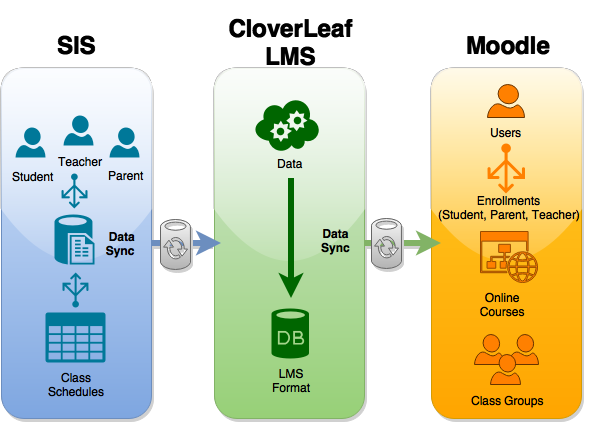 SIS
CloverLeaf
LMS
Moodle
Student
Teacher
Parent
Data
Sync
Class
Schedules
Data
Data
Sync
DB
LMS
Format
Users
Enrollments
(Student, Parent, Teacher)
Online
Courses
Class Groups